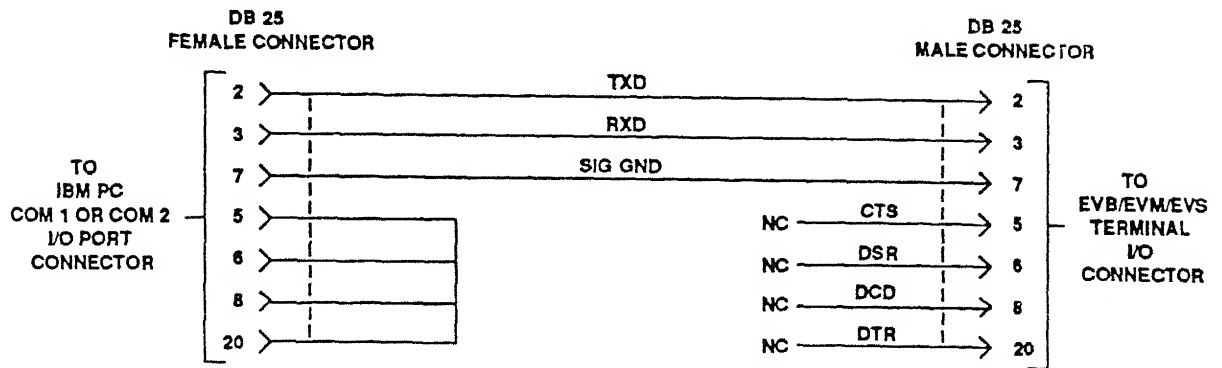 DB 25
FEMALE CONNECTOR
DB 25
MALE CONNECTOR
2
TXD
2
3
RXD
3
7
SIG GND
7
5
NC
CTS
5
6
NC
DSR
6
8
NC
DCD
8
20
NC
DTR
20
TO
IBM PC
COM 1 OR COM 2
I/O PORT
CONNECTOR
TO
EVB/EVM/EVS
TERMINAL
I/O
CONNECTOR